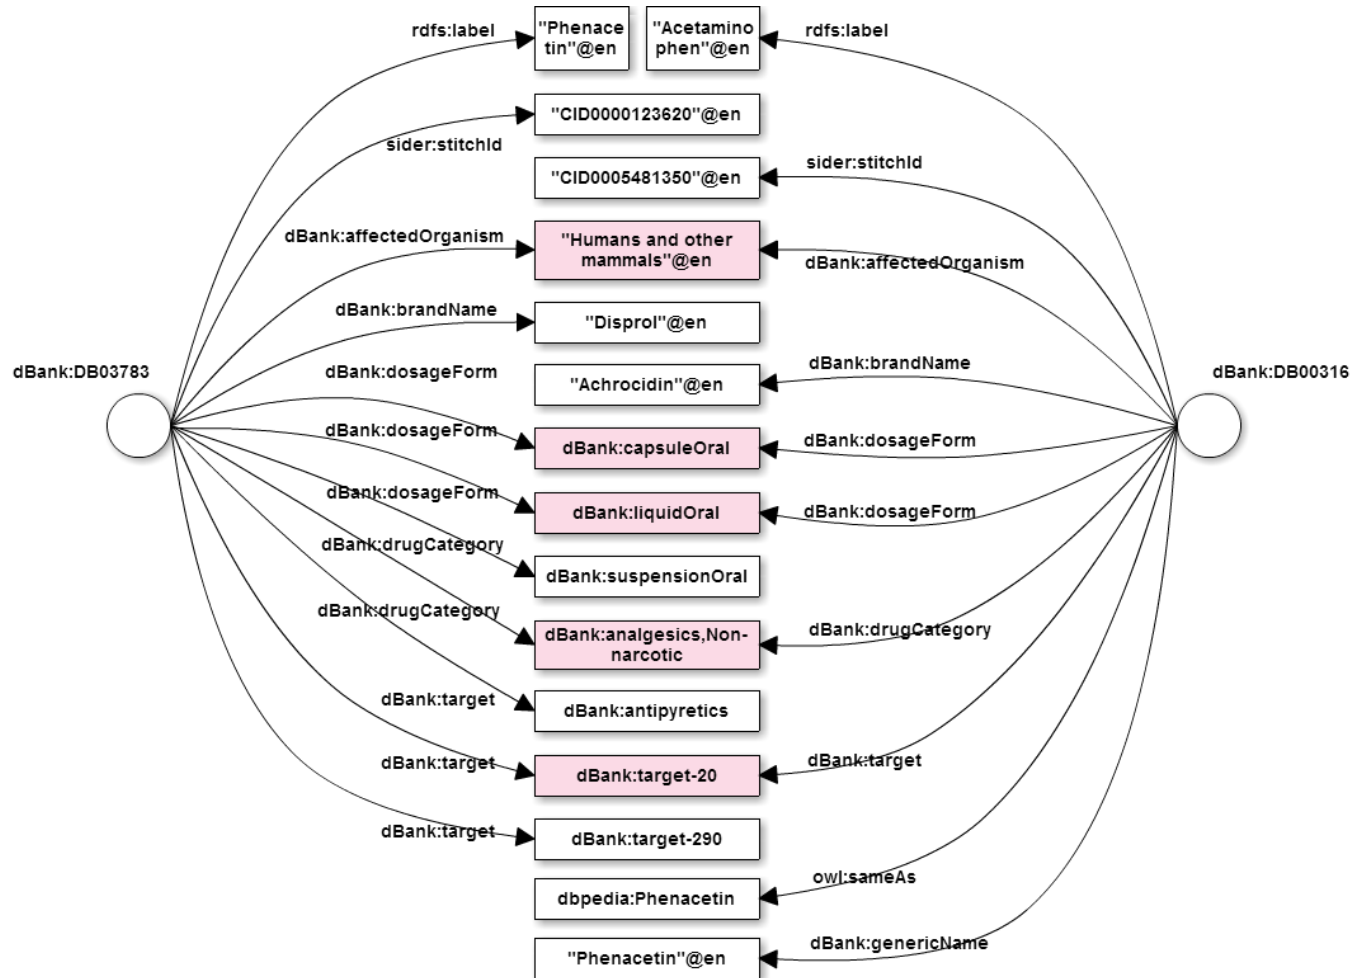 rdfs:label
"Phenace
tin"@en
"Acetamino
phen"@en
rdfs:label
"CID0000123620"@en
sider:stitchId
"CID0005481350"@en
sider:stitchId
dBank:affectedOrganism
"Humans and other
mammals"@en
dBank:affectedOrganism
dBank:brandName
"Disprol"@en
dBank:DB03783
dBank:dosageForm
"Achrocidin"@en
dBank:brandName
dBank:DB00316
dBank:dosageForm
dBank:capsuleOral
dBank:dosageForm
dBank:dosageForm
dBank:liquidOral
dBank:dosageForm
dBank:drugCategory
dBank:suspensionOral
dBank:drugCategory
dBank:analgesics,Non-
narcotic
dBank:drugCategory
dBank:target
dBank:antipyretics
dBank:target
dBank:target-20
dBank:target
dBank:target
dBank:target-290
dbpedia:Phenacetin
owl:sameAs
"Phenacetin"@en
dBank:genericName